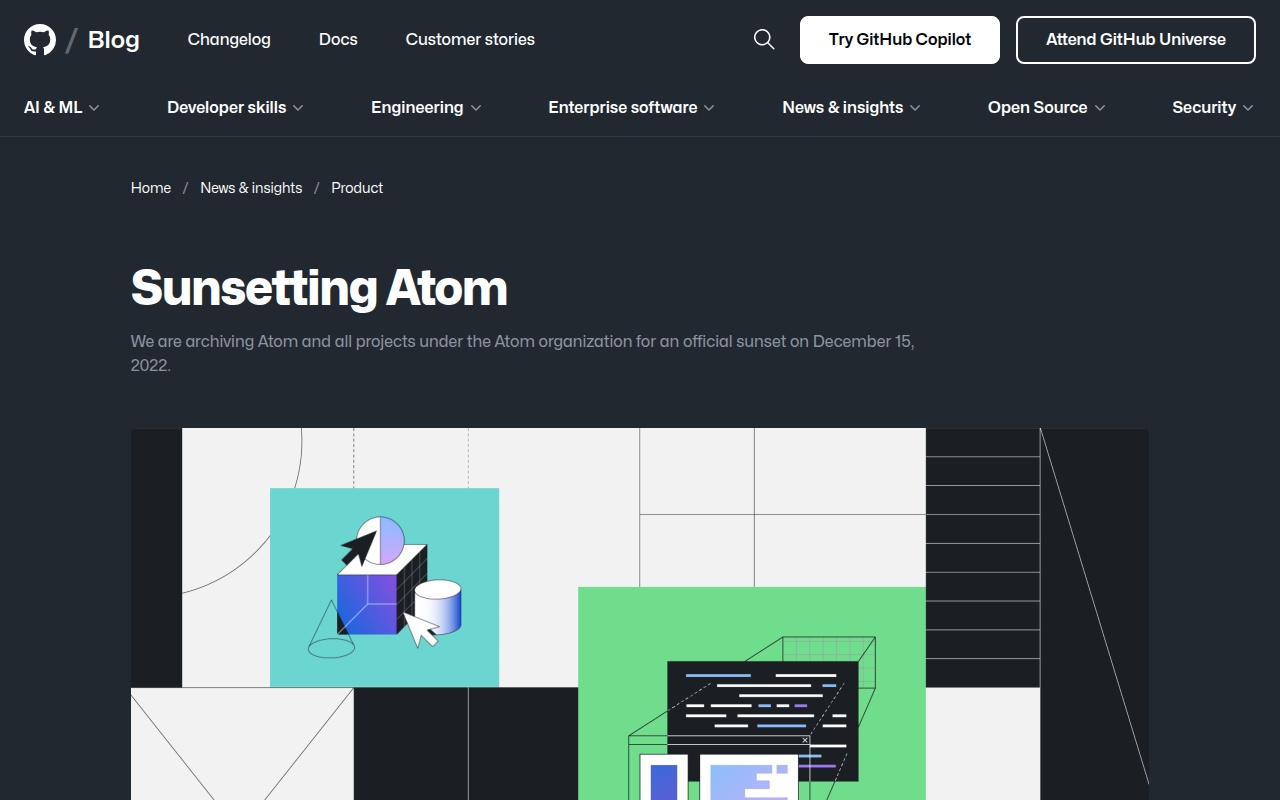 / Blog Changelog Docs Customer stories Try GitHub Copilot Attend GitHub Universe
AI & ML Developer skills Engineering Enterprise software News & insights Open Source Security
Home / News & insights / Product
Sunsetting Atom
We are archiving Atom and all projects under the Atom organization for an official sunset on December 15,
2022.